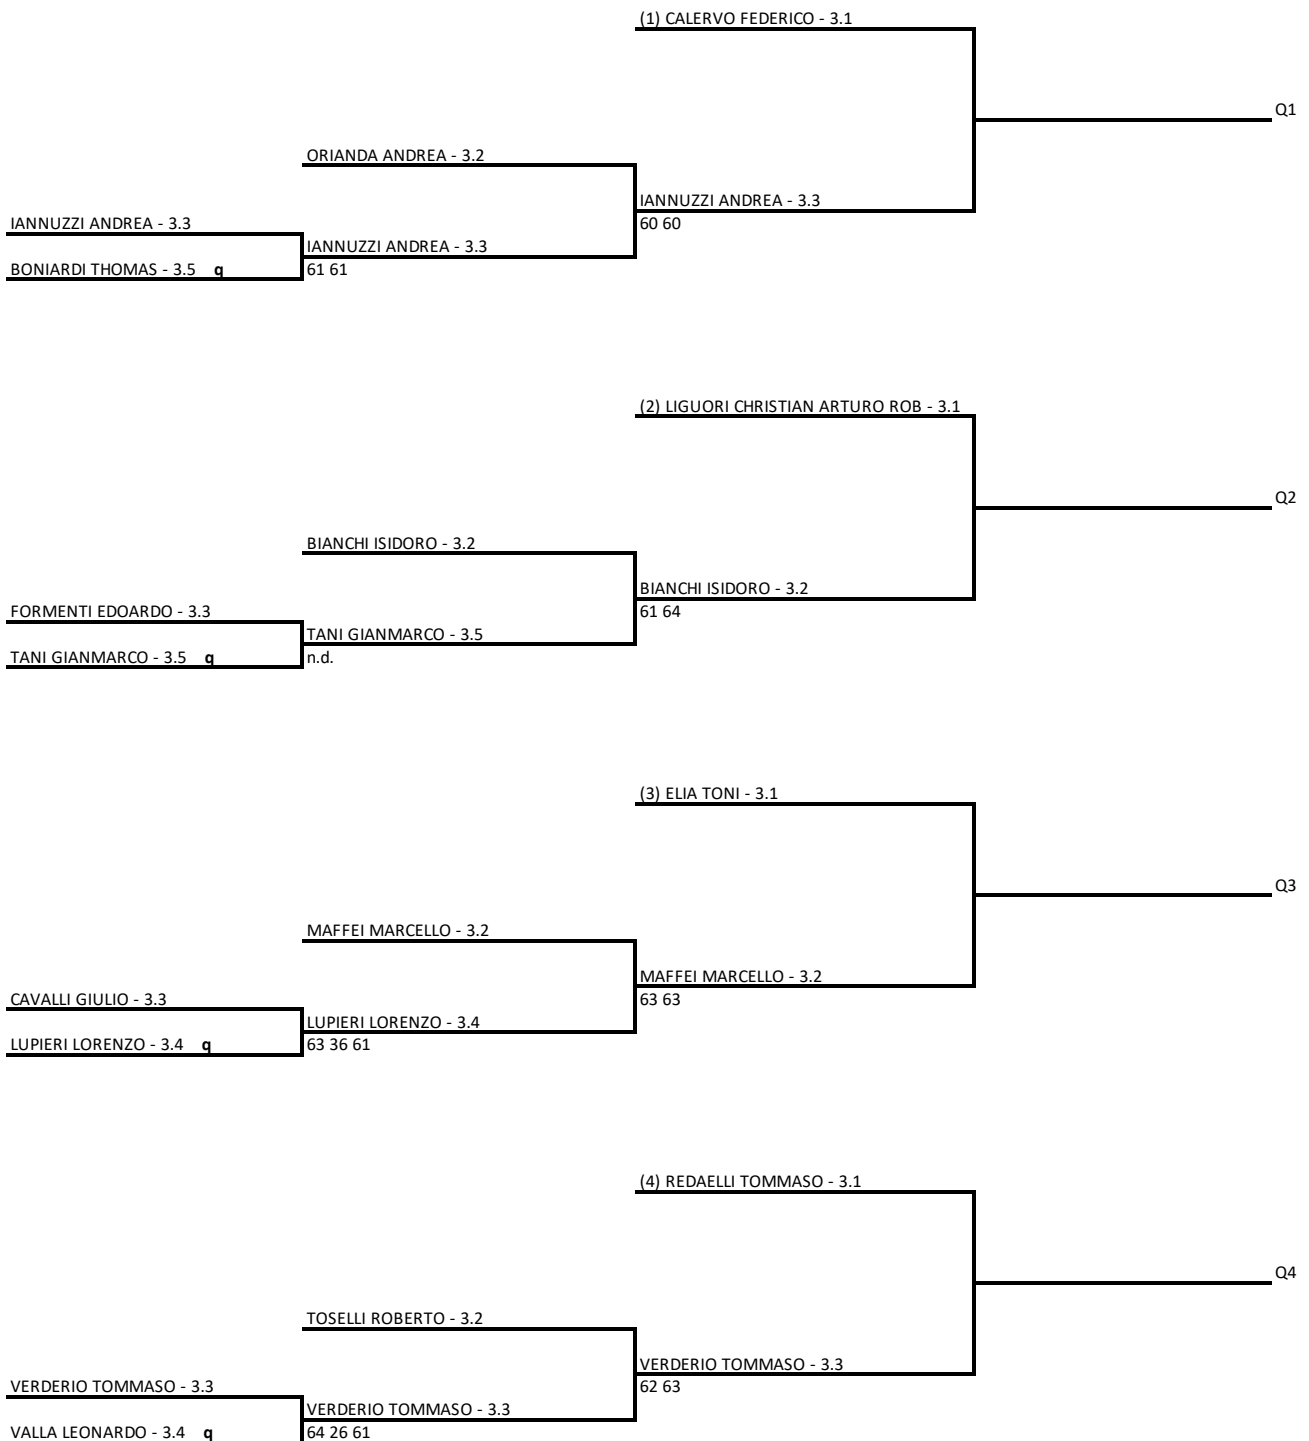 (1) CALERVO FEDERICO - 3.1
Q1
ORIANDA ANDREA - 3.2
IANNUZZI ANDREA - 3.3
IANNUZZI ANDREA - 3.3
60 60
IANNUZZI ANDREA - 3.3
BONIARDI THOMAS - 3.5 q
61 61
(2) LIGUORI CHRISTIAN ARTURO ROB - 3.1
Q2
BIANCHI ISIDORO - 3.2
BIANCHI ISIDORO - 3.2
FORMENTI EDOARDO - 3.3
61 64
TANI GIANMARCO - 3.5
TANI GIANMARCO - 3.5 q
n.d.
(3) ELIA TONI - 3.1
Q3
MAFFEI MARCELLO - 3.2
MAFFEI MARCELLO - 3.2
CAVALLI GIULIO - 3.3
63 63
LUPIERI LORENZO - 3.4
LUPIERI LORENZO - 3.4 q
63 36 61
(4) REDAELLI TOMMASO - 3.1
Q4
TOSELLI ROBERTO - 3.2
VERDERIO TOMMASO - 3.3
VERDERIO TOMMASO - 3.3
62 63
VERDERIO TOMMASO - 3.3
VALLA LEONARDO - 3.4 q
64 26 61